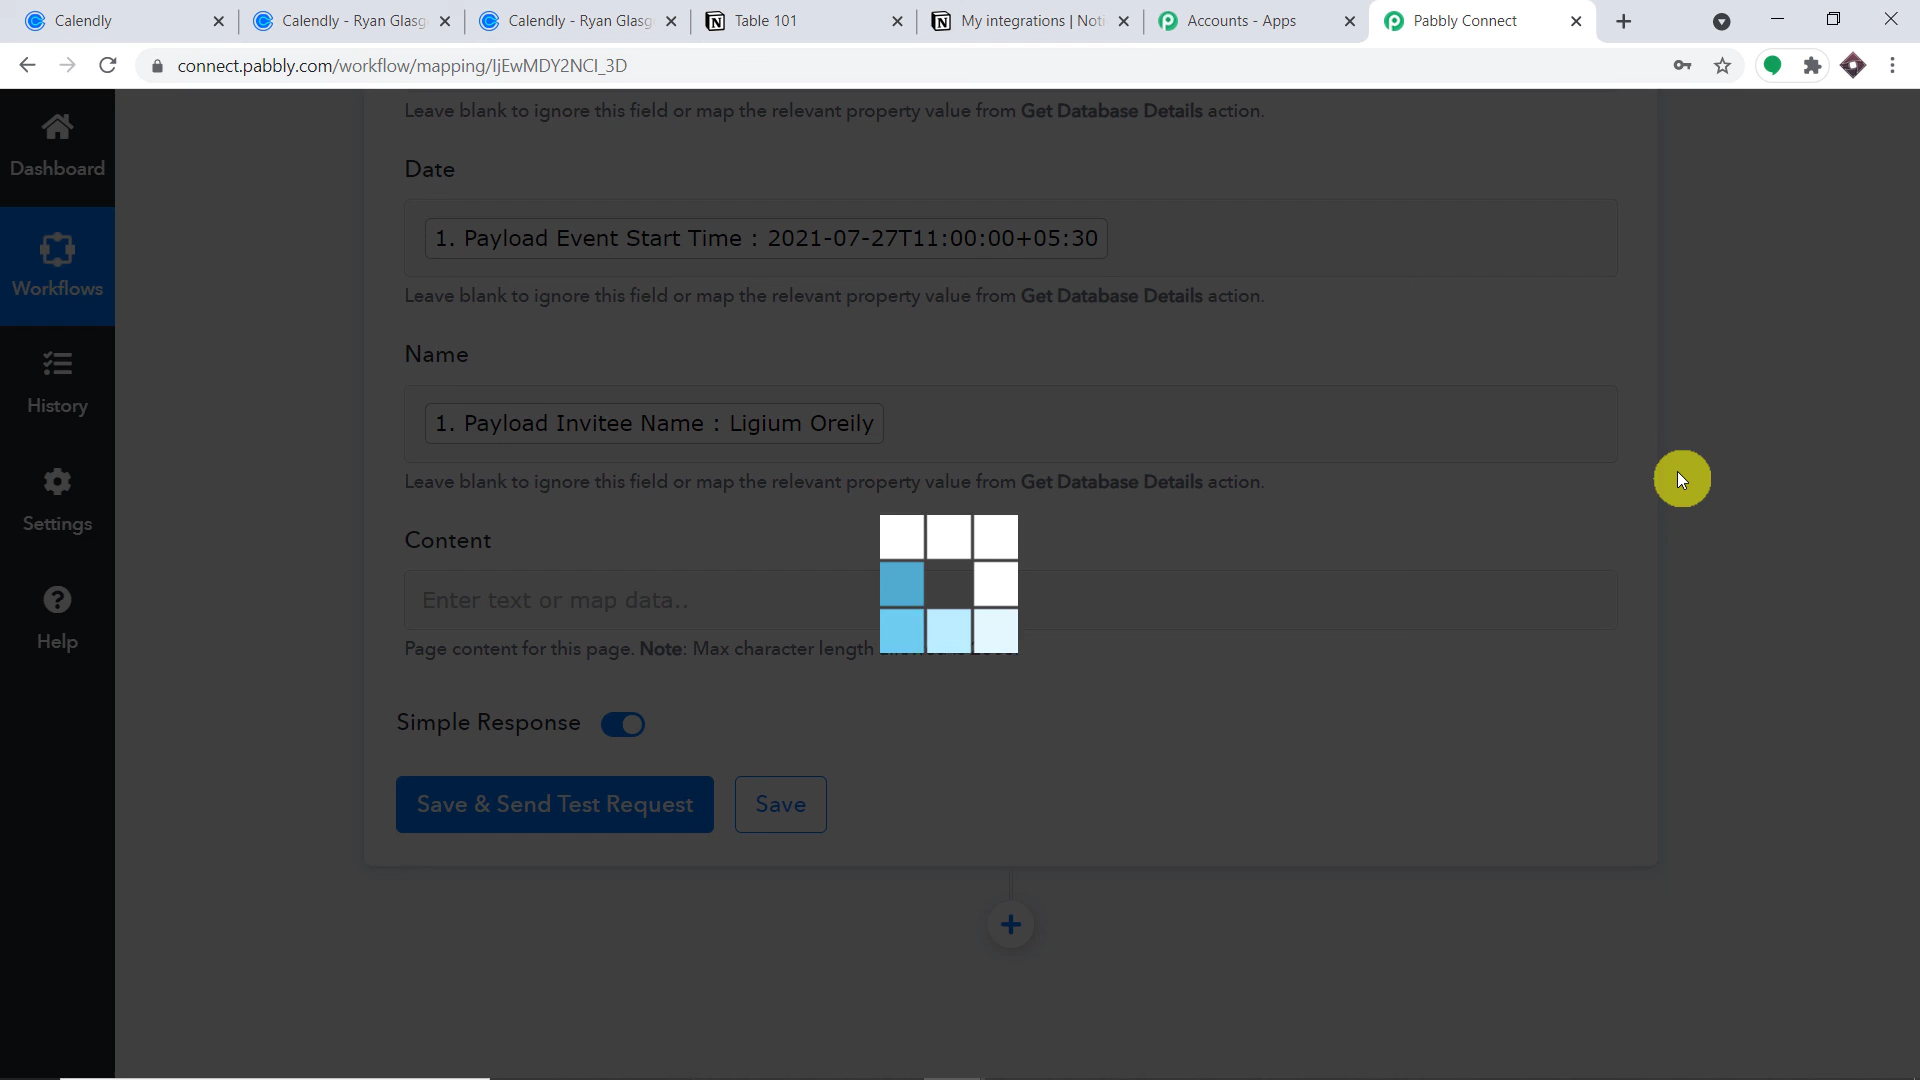 Calendly
Calendly - Ryan Glasg
Calendly - Ryan Glasg
Table 101
My integrations | Noti
Accounts - Apps
Pabbly Connect
connect.pabbly.com/workflow/mapping/IjEwMDY2NCI_3D
Dashboard
Workflows
History
Settings
Help
Leave blank to ignore this field or map the relevant property value from Get Database Details action.
Date
1. Payload Event Start Time : 2021-07-27T11:00:00+05:30
Leave blank to ignore this field or map the relevant property value from Get Database Details action.
Name
1. Payload Invitee Name : Ligium Oreily
Leave blank to ignore this field or map the relevant property value from Get Database Details action.
Content
Enter text or map data..
Page content for this page. Note: Max character length
Simple Response
Save & Send Test Request
Save